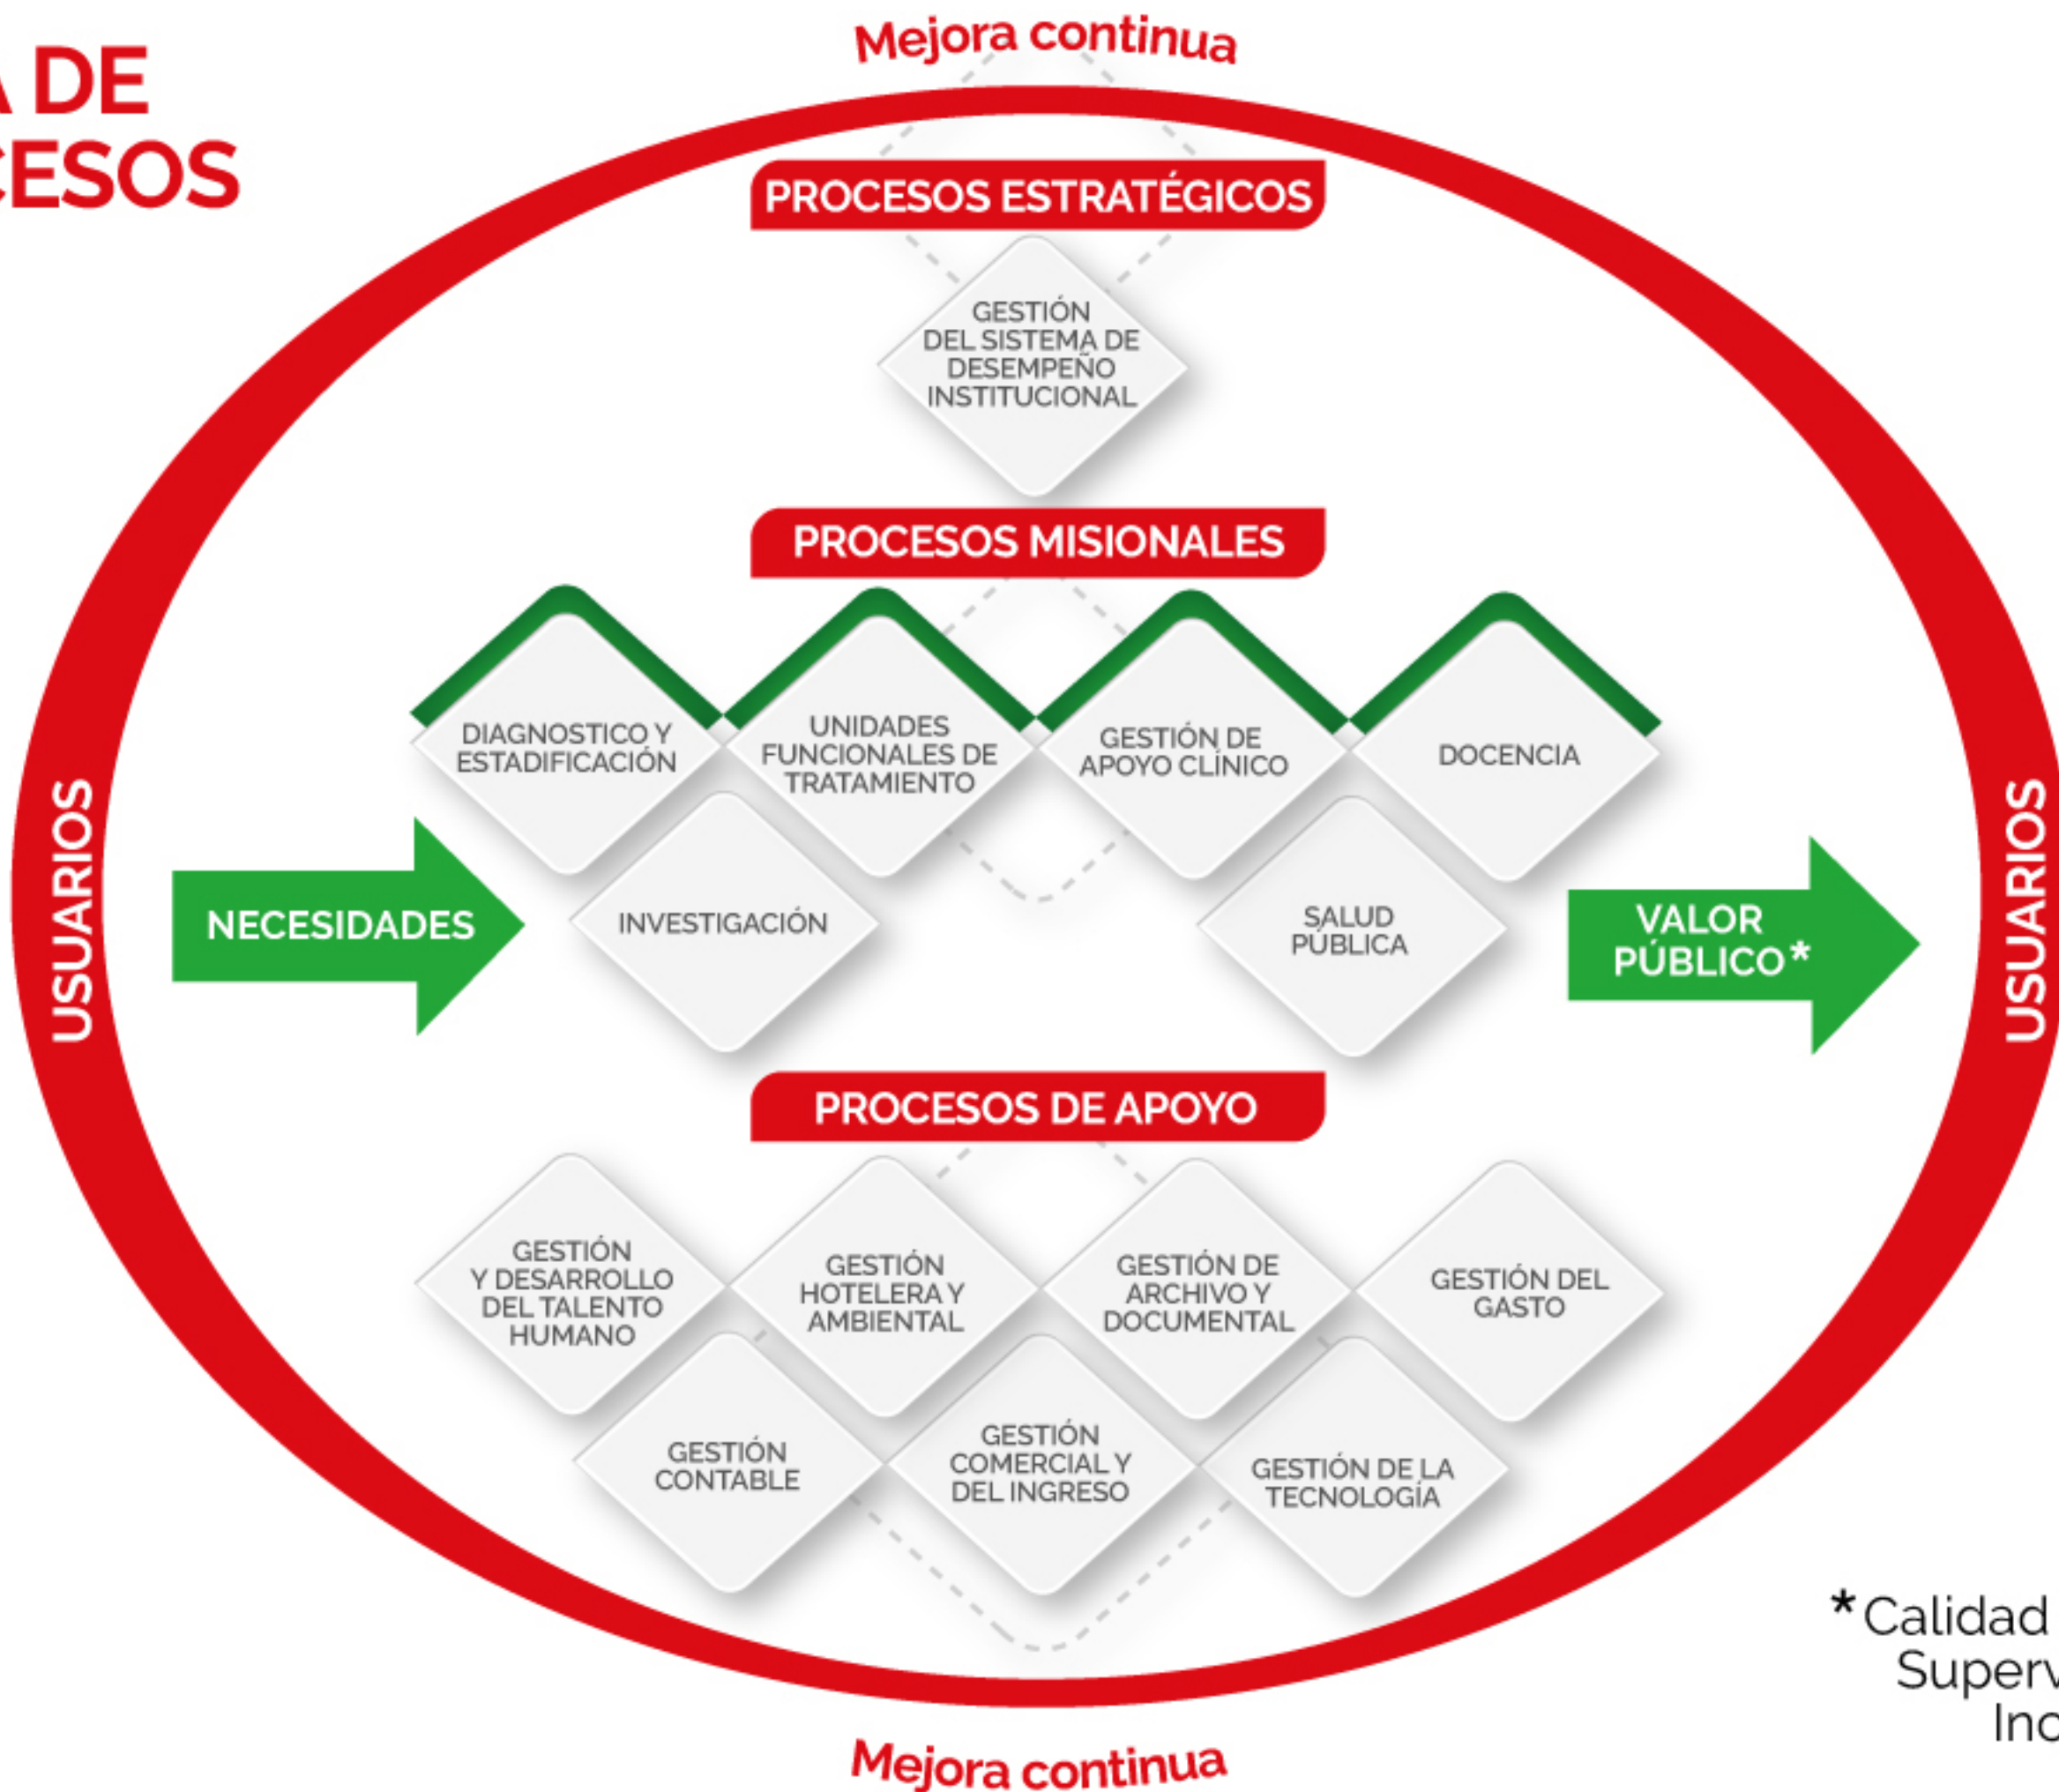 Mejora continua
A DE
CESOS
PROCESOS ESTRATÉGICOS
GESTIÓN
DEL SISTEMA DE
DESEMPEÑO
INSTITUCIONAL
PROCESOS MISIONALES
DIAGNOSTICO Y
ESTADIFICACIÓN
UNIDADES
FUNCIONALES DE
TRATAMIENTO
GESTIÓN DE
APOYO CLÍNICO
DOCENCIA
USUARIOS
NECESIDADES
INVESTIGACIÓN
SALUD
PÚBLICA
VALOR
PÚBLICO*
USUARIOS
PROCESOS DE APOYO
GESTIÓN
Y DESARROLLO
DEL TALENTO
HUMANO
GESTIÓN
HOTELERA Y
AMBIENTAL
GESTIÓN DE
ARCHIVO Y
DOCUMENTAL
GESTIÓN DEL
GASTO
GESTIÓN
CONTABLE
GESTIÓN
COMERCIAL Y
DEL INGRESO
GESTIÓN DE LA
TECNOLOGÍA
*Calidad
Superv
Inc
Mejora continua